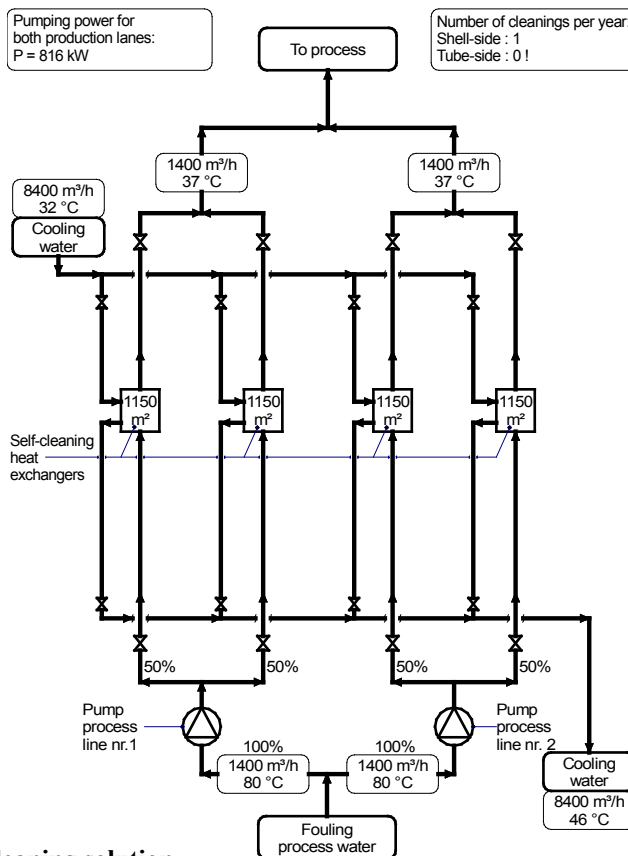 Pumping power for
both production lanes:
P = 816 kW
To process
Number of cleanings per year:
Shell-side : 1
Tube-side : 0 !
1400 m³/h
37 °C
1400 m³/h
37 °C
8400 m³/h
32 °C
Cooling
water
1150
m²
1150
m²
1150
m²
1150
m²
Self-cleaning
heat
exchangers
50%
50%
50%
50%
Pump
process
line nr.1
Pump
process
line nr. 2
100%
1400 m³/h
80 °C
100%
1400 m³/h
80 °C
Cooling
water
8400 m³/h
46 °C
Fouling
process water